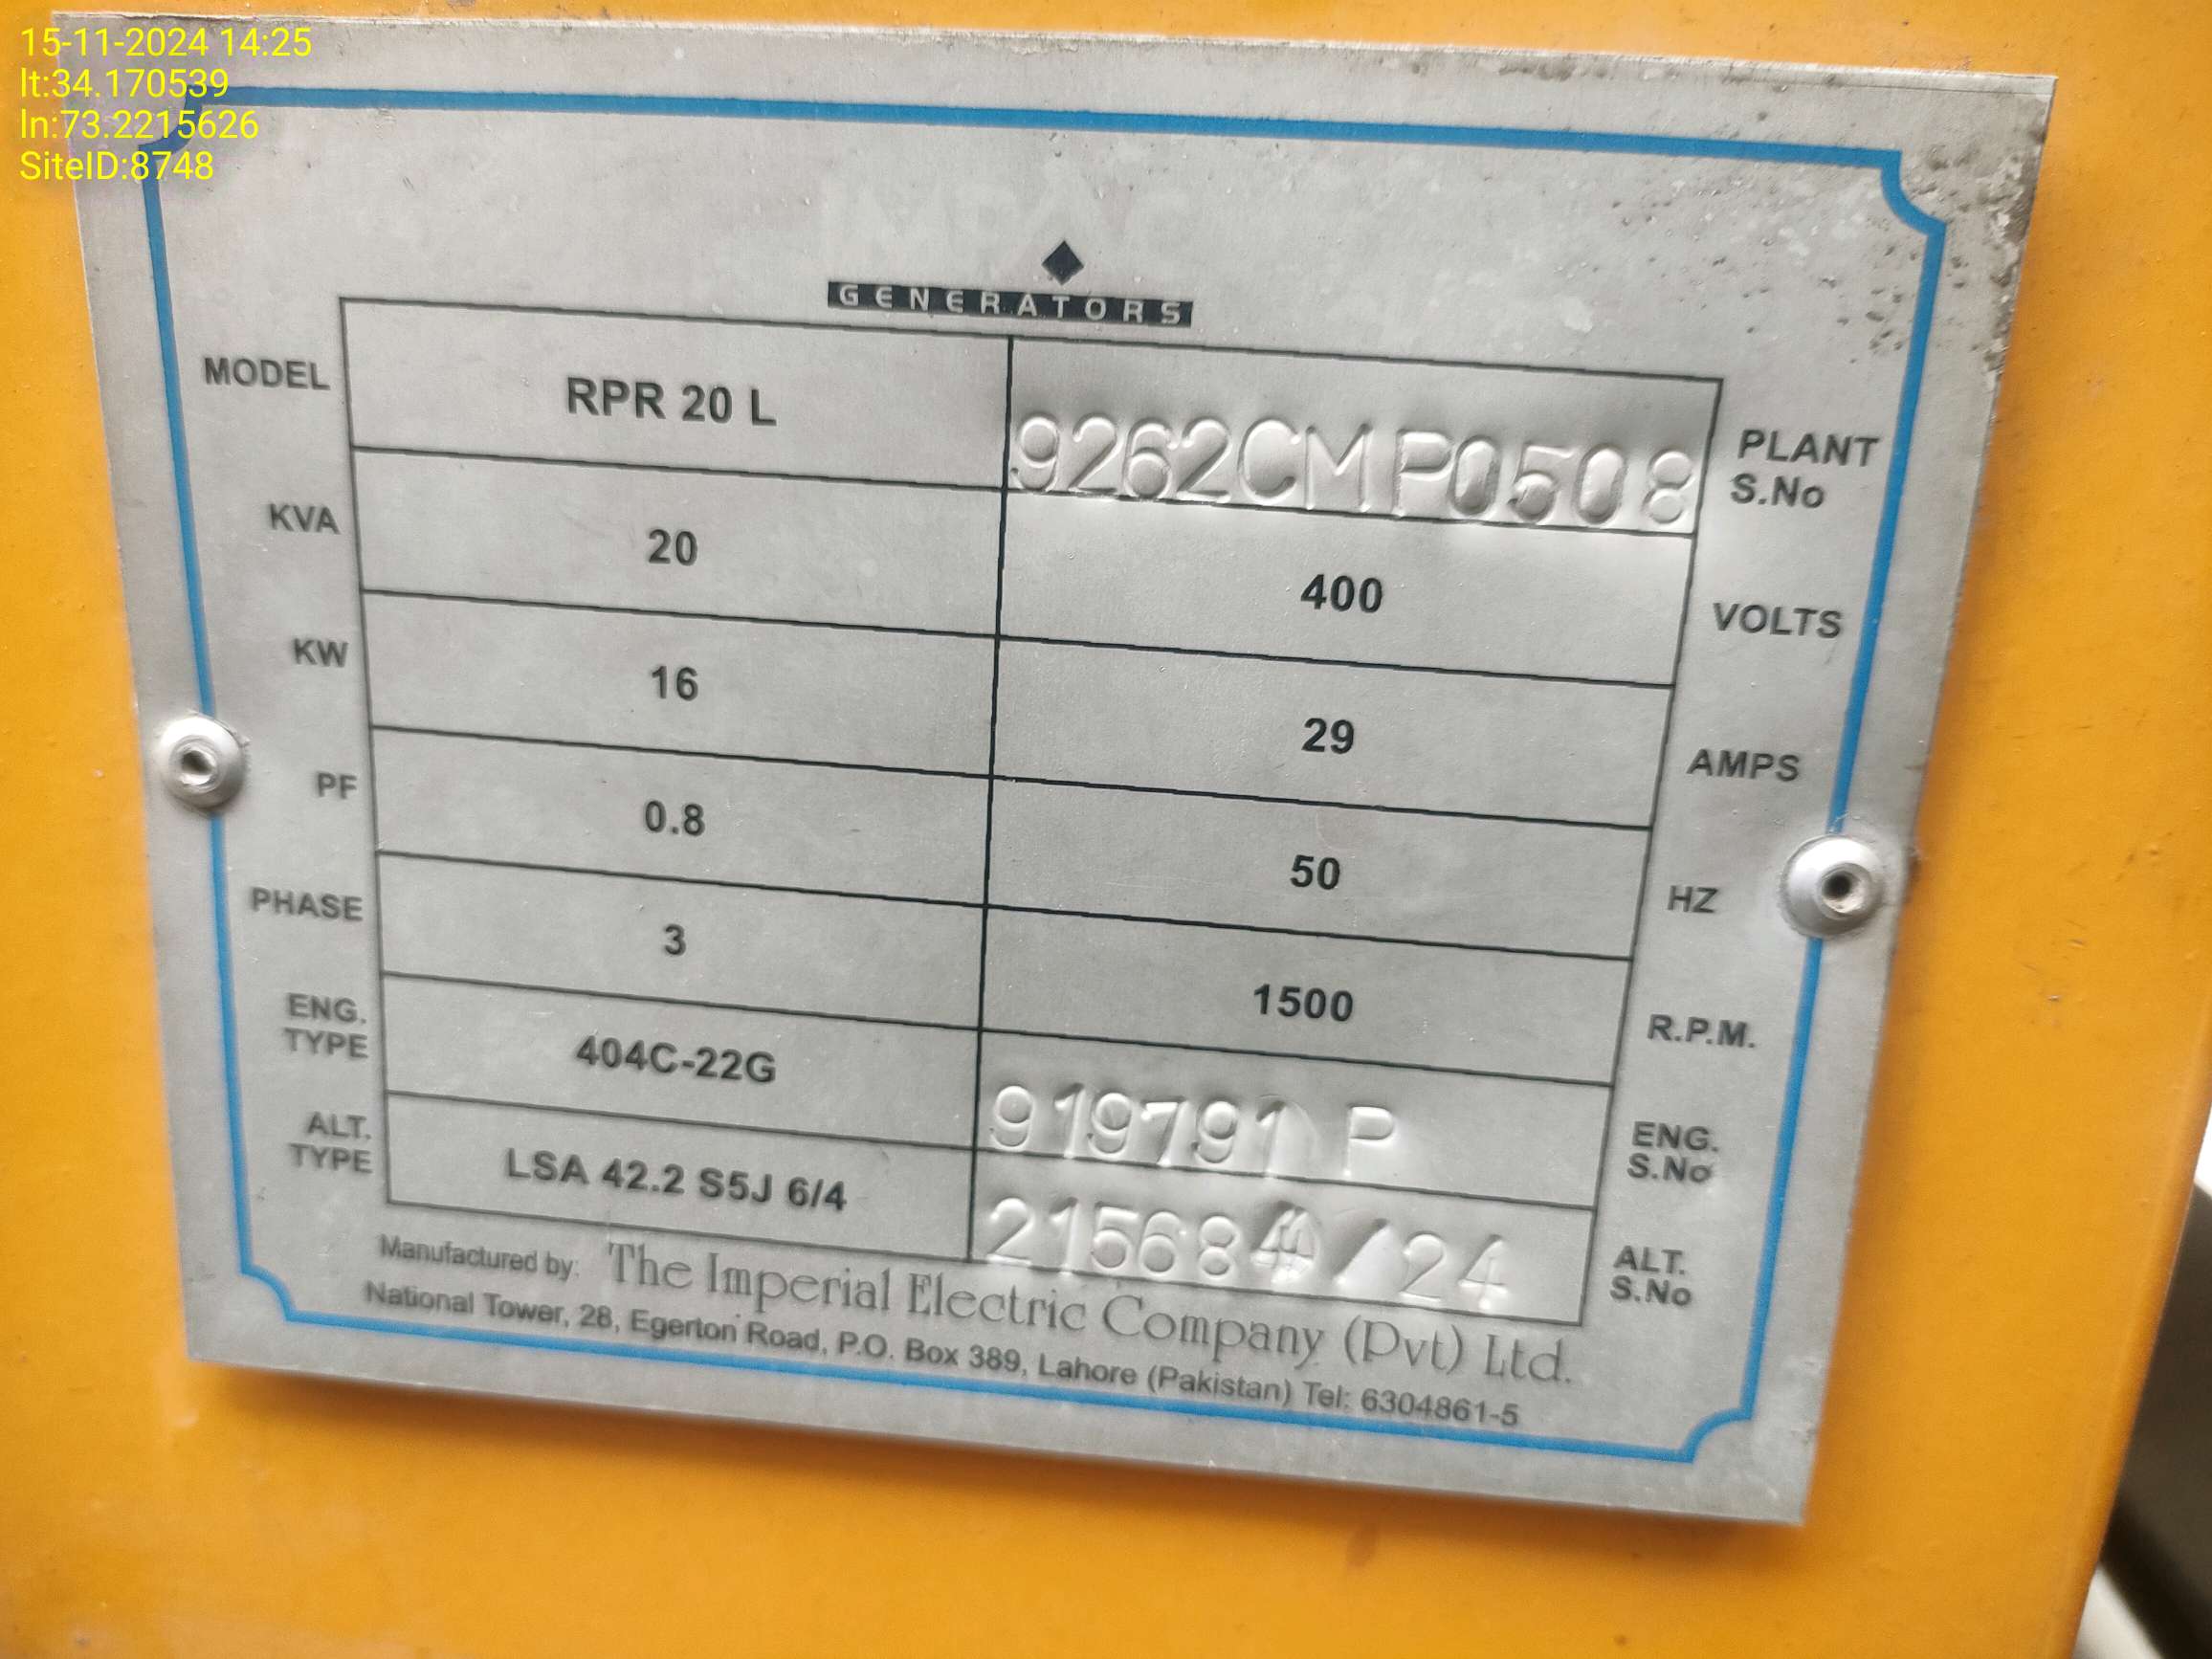 15-11-2024 14:25
lt:34.170539
ln:73.2215626
SiteID:8748
GENERATORS
MODEL RPR 20 L 9262CMP0508 PLANT S.No
KVA 20 400 VOLTS
KW 16 29 AMPS
PF 0.8 50 HZ
PHASE 3 1500 R.P.M.
ENG. TYPE 404C-22G 919791 P ENG. S.No
ALT. TYPE LSA 42.2 S5J 6/4 215684/24 ALT. S.No
Manufactured by: The Imperial Electric Company (Pvt) Ltd.
National Tower, 28, Egerton Road, P.O. Box 389, Lahore (Pakistan) Tel: 6304861-5